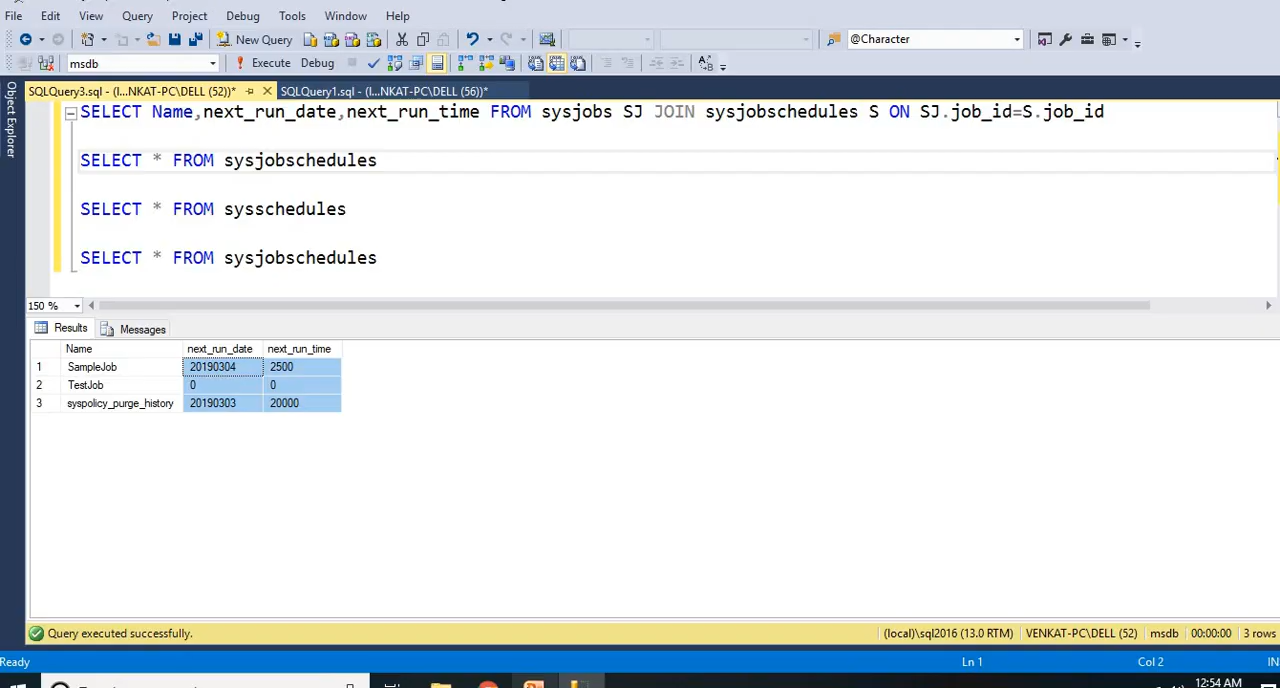 File Edit View Query Project Debug Tools Window Help
New Query @Character
msdb Execute Debug
SQLQuery3.sql - (l...NKAT-PC\DELL (52))* SQLQuery1.sql - (l...NKAT-PC\DELL (56))*
Object Explorer
SELECT Name,next_run_date,next_run_time FROM sysjobs SJ JOIN sysjobschedules S ON SJ.job_id=S.job_id
SELECT * FROM sysjobschedules
SELECT * FROM sysschedules
SELECT * FROM sysjobschedules
150 %
Results Messages
Name next_run_date next_run_time
1 SampleJob 20190304 2500
2 TestJob 0 0
3 syspolicy_purge_history 20190303 20000
Query executed successfully. (local)\sql2016 (13.0 RTM) VENKAT-PC\DELL (52) msdb 00:00:00 3 rows
Ready Ln 1 Col 2 IN
12:54 AM